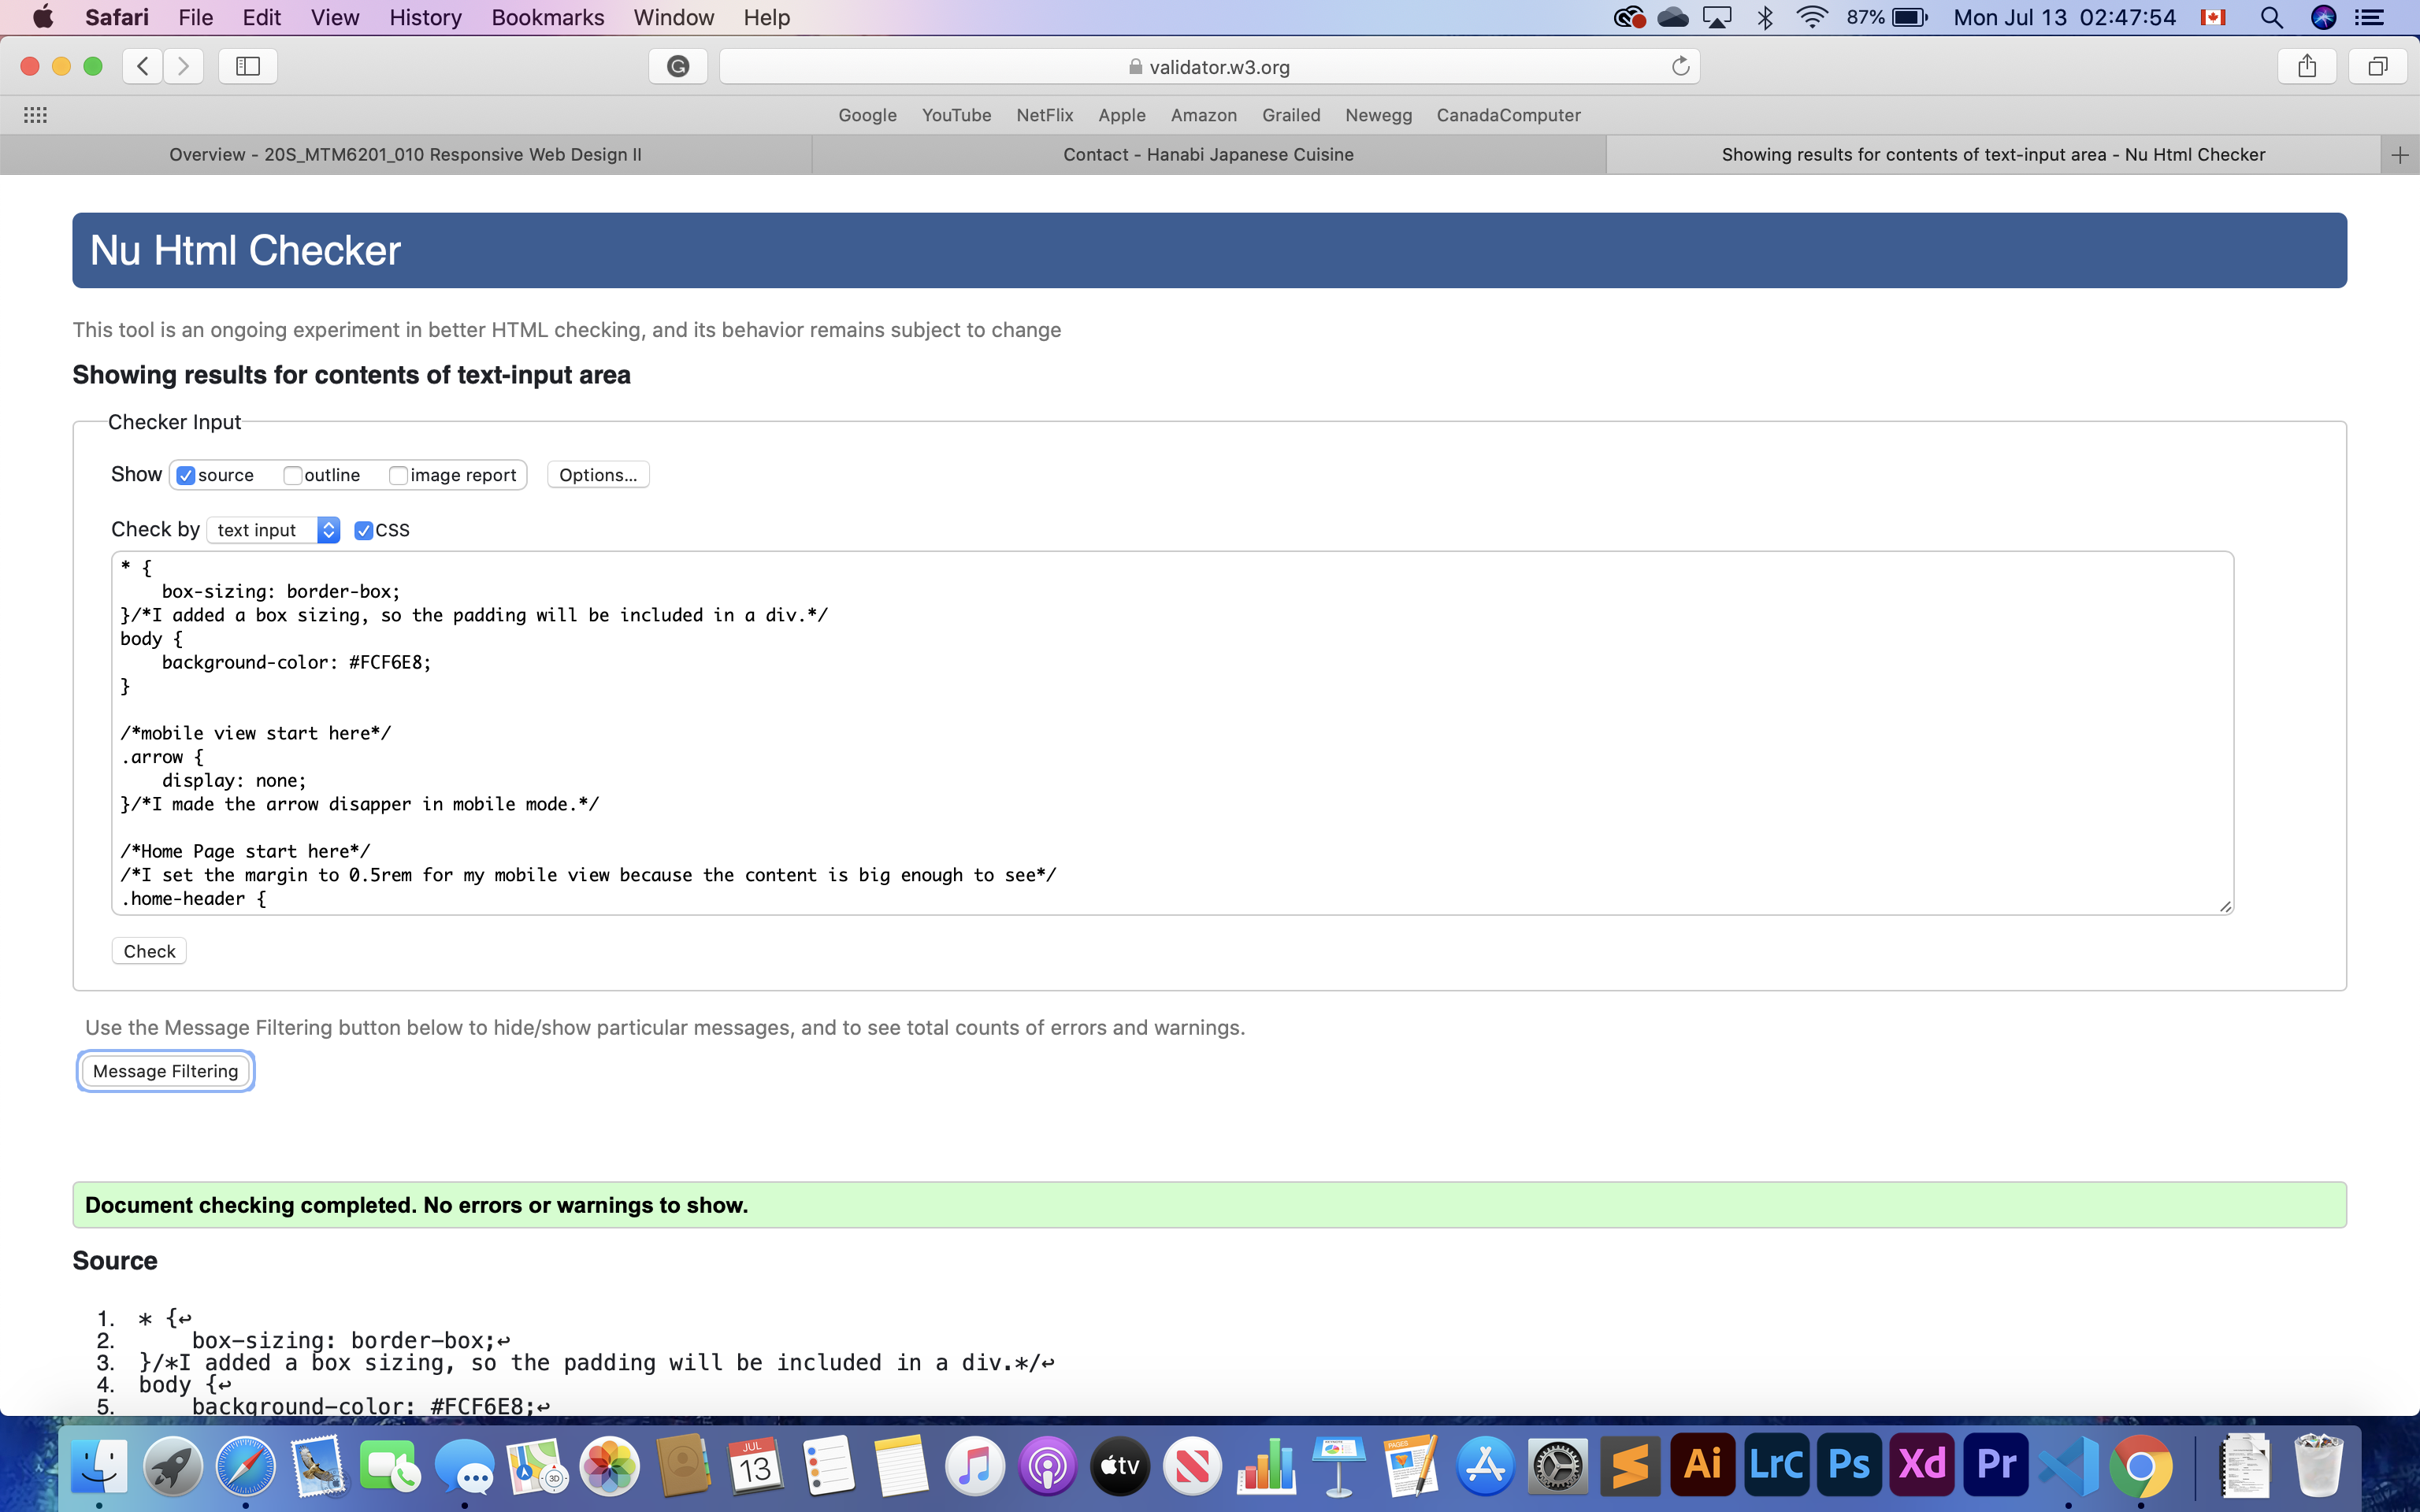 Safari File Edit View History Bookmarks Window Help 87% Mon Jul 13 02:47:54
validator.w3.org
Google YouTube NetFlix Apple Amazon Grailed Newegg CanadaComputer
Overview - 20S_MTM6201_010 Responsive Web Design II Contact - Hanabi Japanese Cuisine Showing results for contents of text-input area - Nu Html Checker
Nu Html Checker
This tool is an ongoing experiment in better HTML checking, and its behavior remains subject to change
Showing results for contents of text-input area
Checker Input
Show source outline image report Options...
Check by text input CSS
* {
box-sizing: border-box;
}/*I added a box sizing, so the padding will be included in a div.*/
body {
background-color: #FCF6E8;
}
/*mobile view start here*/
.arrow {
display: none;
}/*I made the arrow disapper in mobile mode.*/
/*Home Page start here*/
/*I set the margin to 0.5rem for my mobile view because the content is big enough to see*/
.home-header {
Check
Use the Message Filtering button below to hide/show particular messages, and to see total counts of errors and warnings.
Message Filtering
Document checking completed. No errors or warnings to show.
Source
1. * {↩
2. box-sizing: border-box;↩
3. }/*I added a box sizing, so the padding will be included in a div.*/↩
4. body {↩
5. background-color: #FCF6E8;↩
3D JUL 13 tv PAGES Ai LrC Ps Xd Pr